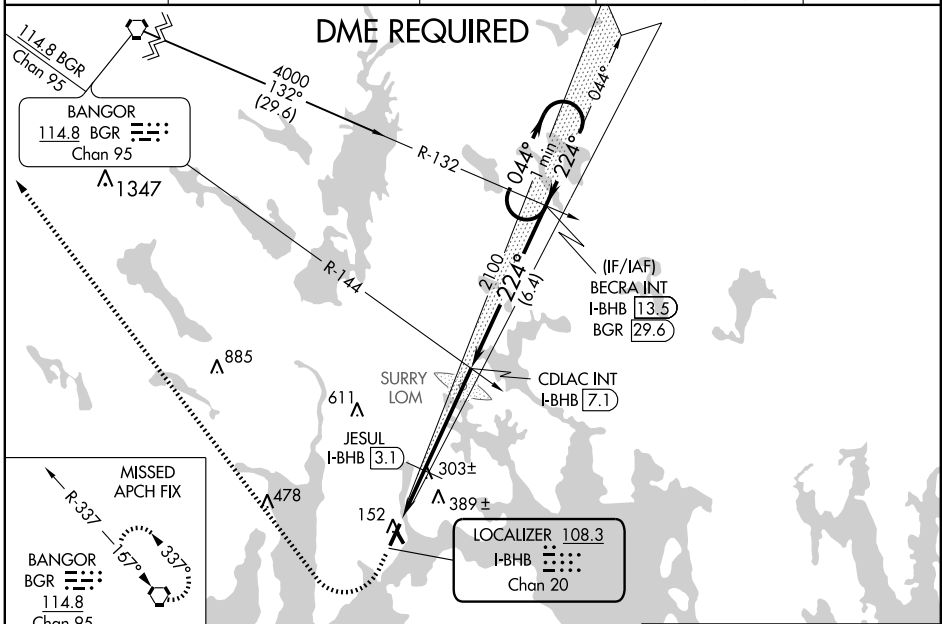 DME REQUIRED
114.8 BGR
Chan 95
BANGOR
114.8 BGR
Chan 95
4000
132°
(29.6)
R-132
044°
044°
1 min
224°
1347
R-144
2100
224°
(6.4)
(IF/IAF)
BECRA INT
I-BHB 13.5
BGR 29.6
885
SURRY
LOM
CDLAC INT
I-BHB 7.1
611
JESUL
I-BHB 3.1
303±
389±
478
152
LOCALIZER 108.3
I-BHB
Chan 20
MISSED
APCH FIX
R-337
157°
337°
BANGOR
BGR
114.8
Chan 95